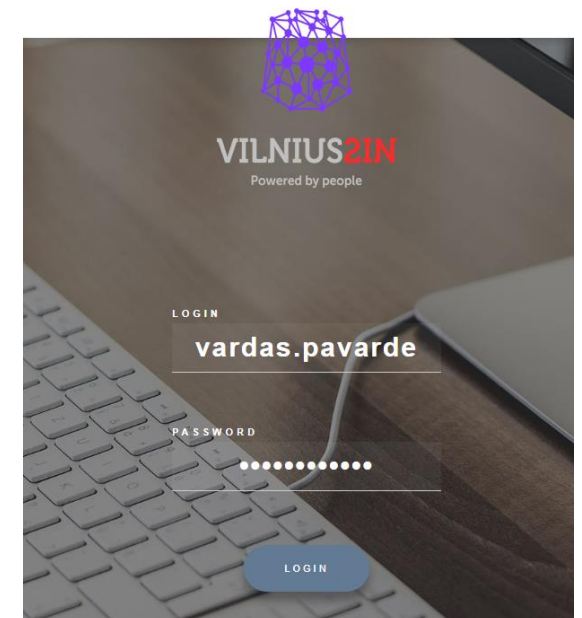 VILNIUS2IN
Powered by people
LOGIN
vardas.pavarde
PASSWORD
••••••••••••
LOGIN